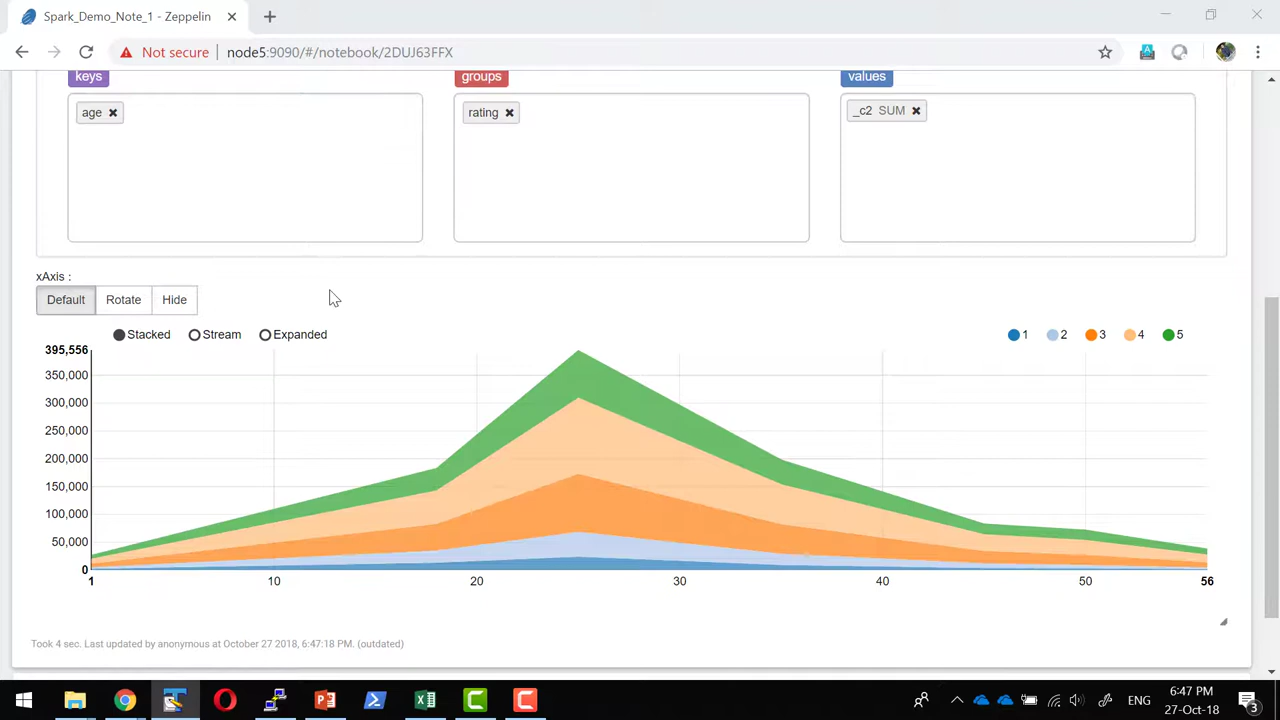 Spark_Demo_Note_1 - Zeppelin
Not secure node5:9090/#/notebook/2DUJ63FFX
keys groups values
age rating _c2 SUM
xAxis :
Default Rotate Hide
Stacked Stream Expanded 1 2 3 4 5
395,556
350,000
300,000
250,000
200,000
150,000
100,000
50,000
0
1 10 20 30 40 50 56
Took 4 sec. Last updated by anonymous at October 27 2018, 6:47:18 PM. (outdated)
ENG 6:47 PM
27-Oct-18 3